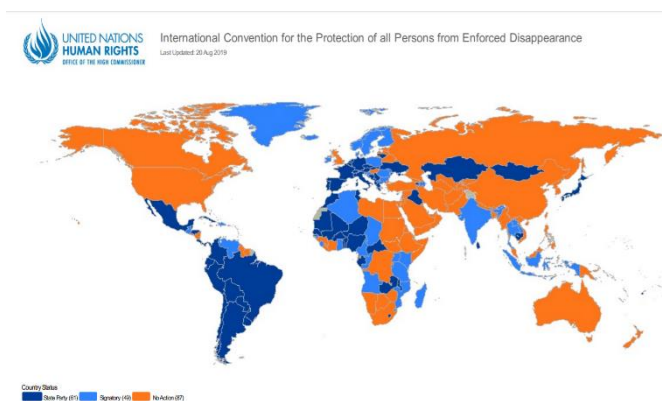 UNITED NATIONS
HUMAN RIGHTS
OFFICE OF THE HIGH COMMISSIONER
International Convention for the Protection of all Persons from Enforced Disappearance
Last Updated: 20 Aug 2019
Country Status
State Party (61) Signatory (49) No Action (87)